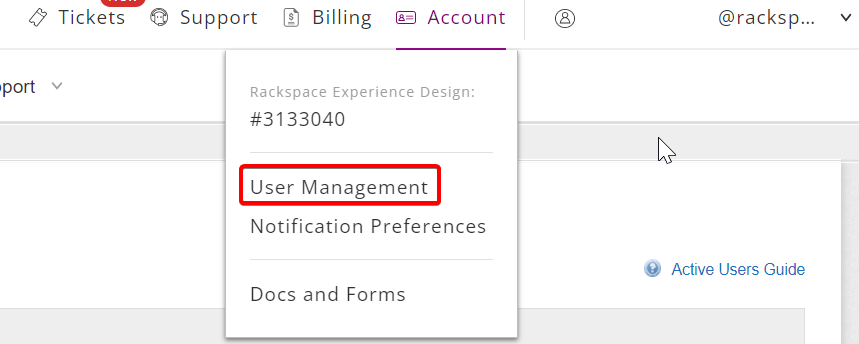 Tickets Support Billing Account @racksp...
port
Rackspace Experience Design:
#3133040
User Management
Notification Preferences
Active Users Guide
Docs and Forms